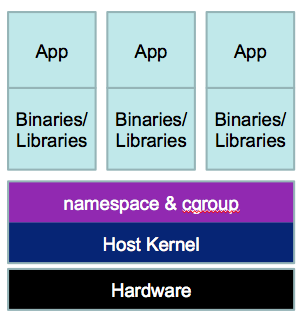 App App App
Binaries/ Binaries/ Binaries/
Libraries Libraries Libraries
namespace & cgroup
Host Kernel
Hardware